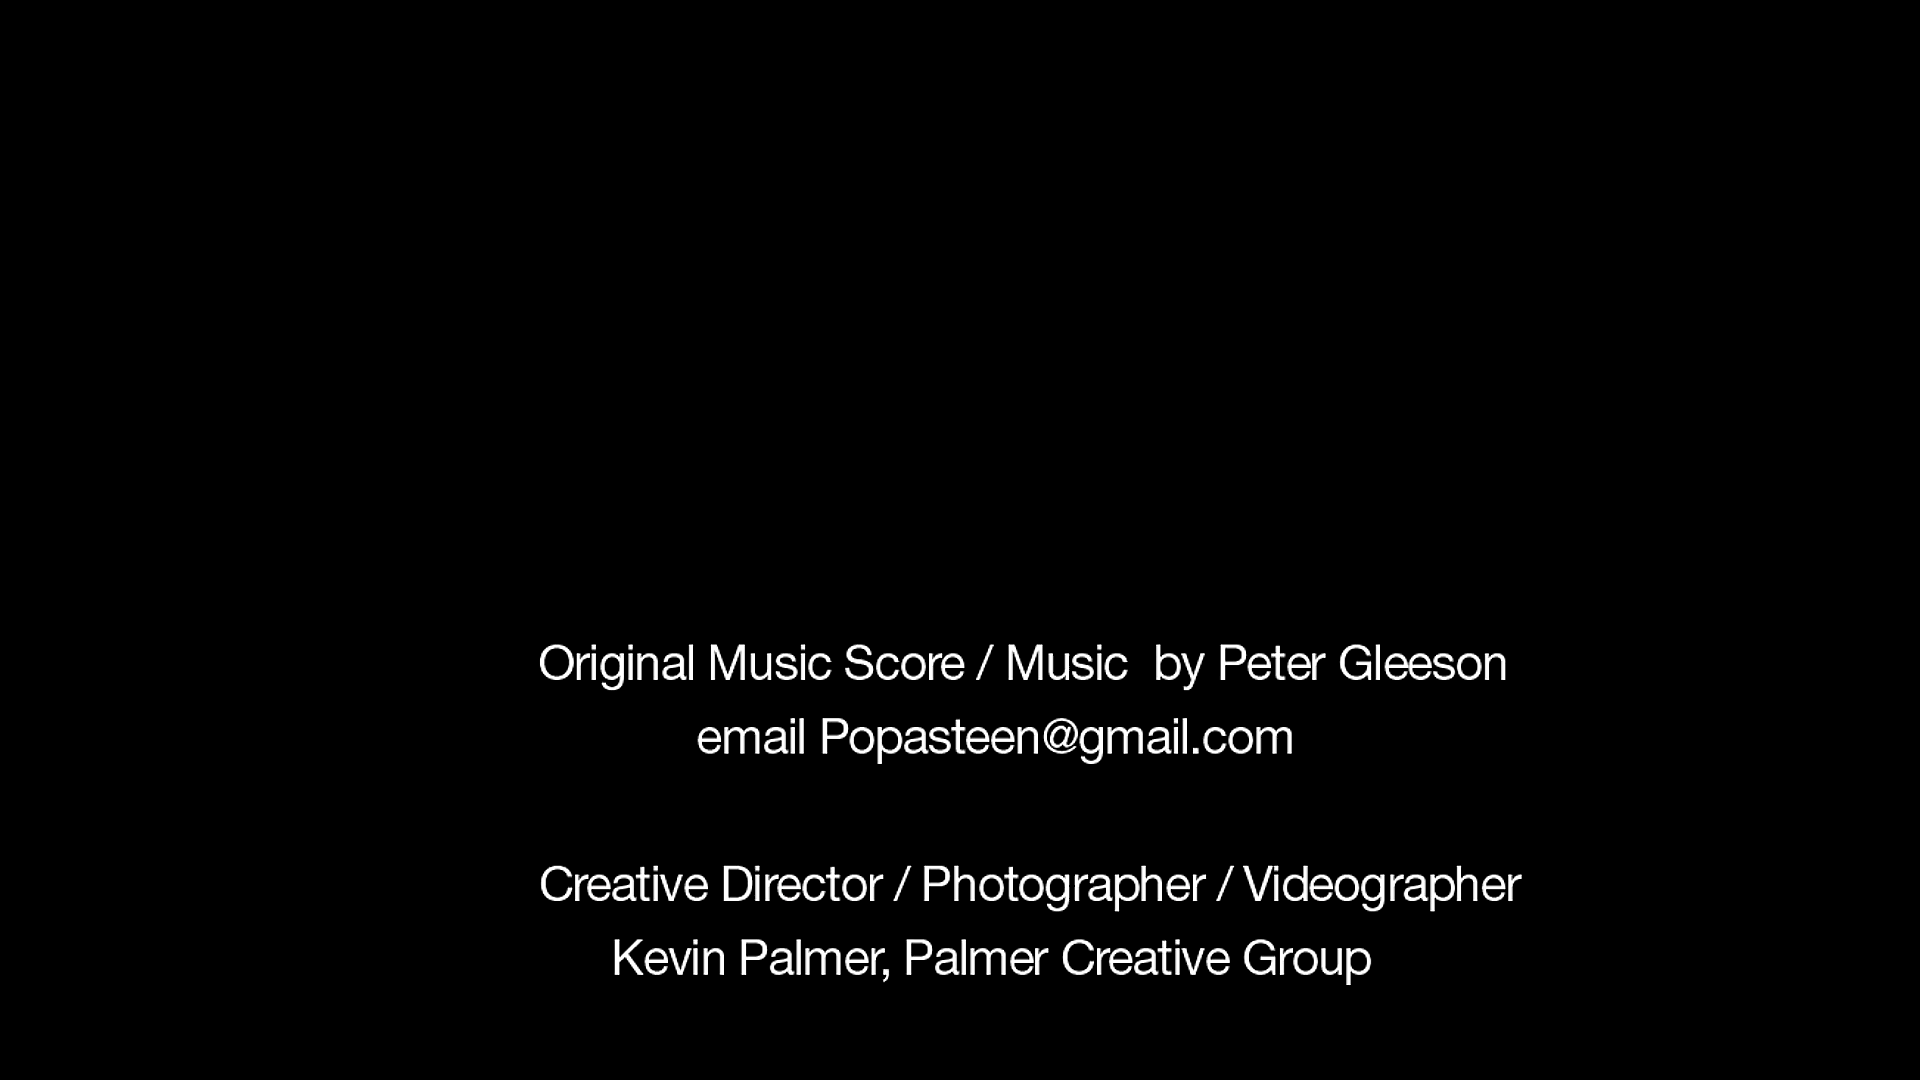 Original Music Score / Music  by Peter Gleeson
email Popasteen@gmail.com
Creative Director / Photographer / Videographer
Kevin Palmer, Palmer Creative Group